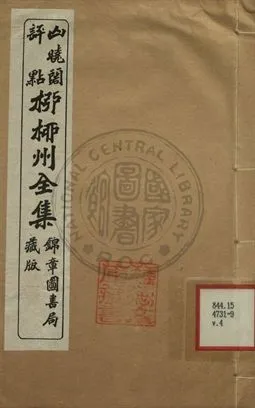 山曉閣
評點
柳柳州全集
錦章圖書局
藏版
NATIONAL CENTRAL LIBRARY
國家圖書館
ROC
844.15
4731-9
v.4